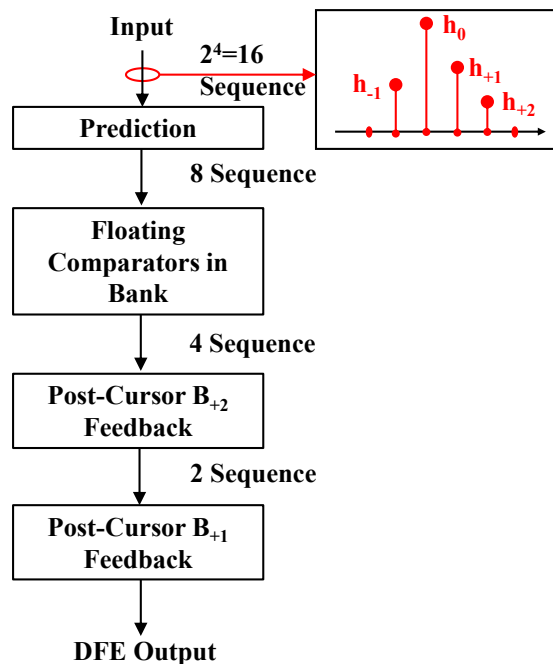 Input
2⁴=16
Sequence
h₀
h₊₁
h₋₁
h₊₂
Prediction
8 Sequence
Floating
Comparators in
Bank
4 Sequence
Post-Cursor B₊₂
Feedback
2 Sequence
Post-Cursor B₊₁
Feedback
DFE Output